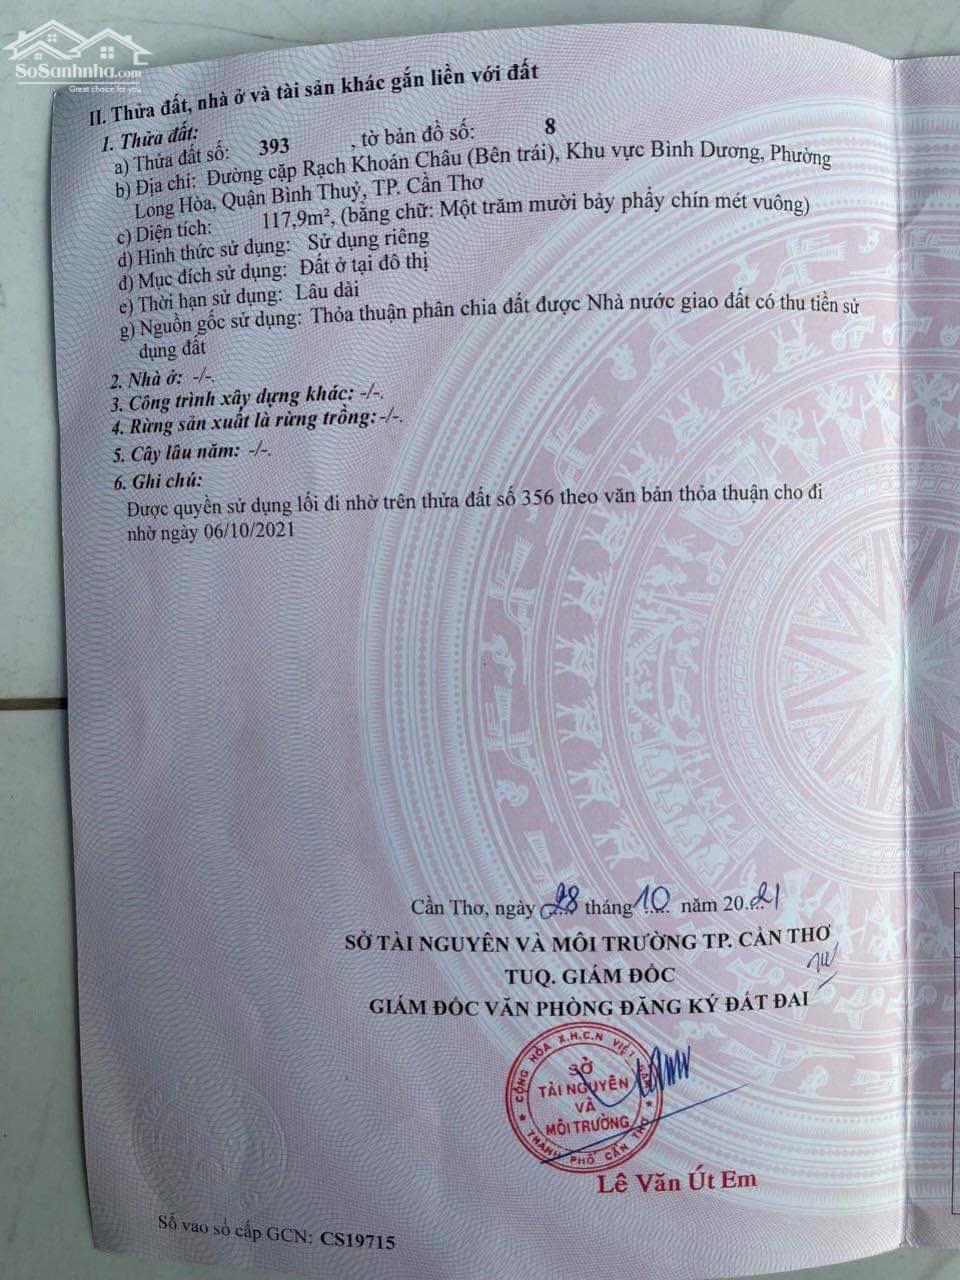 SoSanhnha.com
Great choice for you
II. Thửa đất, nhà ở và tài sản khác gắn liền với đất
1. Thửa đất:
a) Thửa đất số: 393 , tờ bản đồ số: 8
b) Địa chỉ: Đường cặp Rạch Khoán Châu (Bên trái), Khu vực Bình Dương, Phường
Long Hòa, Quận Bình Thuỷ, TP. Cần Thơ
c) Diện tích: 117,9m², (bằng chữ: Một trăm mười bảy phẩy chín mét vuông)
d) Hình thức sử dụng: Sử dụng riêng
đ) Mục đích sử dụng: Đất ở tại đô thị
e) Thời hạn sử dụng: Lâu dài
g) Nguồn gốc sử dụng: Thỏa thuận phân chia đất được Nhà nước giao đất có thu tiền sử
dụng đất
2. Nhà ở: -/-.
3. Công trình xây dựng khác: -/-.
4. Rừng sản xuất là rừng trồng: -/-.
5. Cây lâu năm: -/-.
6. Ghi chú:
Được quyền sử dụng lối đi nhờ trên thửa đất số 356 theo văn bản thỏa thuận cho đi
nhờ ngày 06/10/2021
Cần Thơ, ngày 28 tháng 10 năm 2021
SỞ TÀI NGUYÊN VÀ MÔI TRƯỜNG TP. CẦN THƠ
TUQ. GIÁM ĐỐC
GIÁM ĐỐC VĂN PHÒNG ĐĂNG KÝ ĐẤT ĐAI
CỘNG HÒA X.H.C.N VIỆT NAM
SỞ
TÀI NGUYÊN
VÀ
MÔI TRƯỜNG
THÀNH PHỐ CẦN THƠ
Lê Văn Út Em
Số vào sổ cấp GCN: CS19715